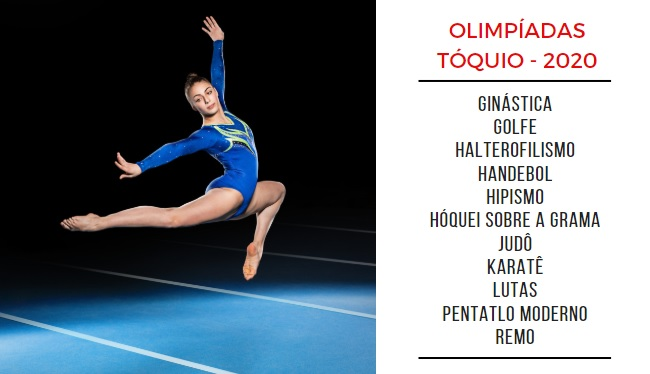 OLIMPÍADAS
TÓQUIO - 2020
GINÁSTICA
GOLFE
HALTEROFILISMO
HANDEBOL
HIPISMO
HÓQUEI SOBRE A GRAMA
JUDÔ
KARATÊ
LUTAS
PENTATLO MODERNO
REMO